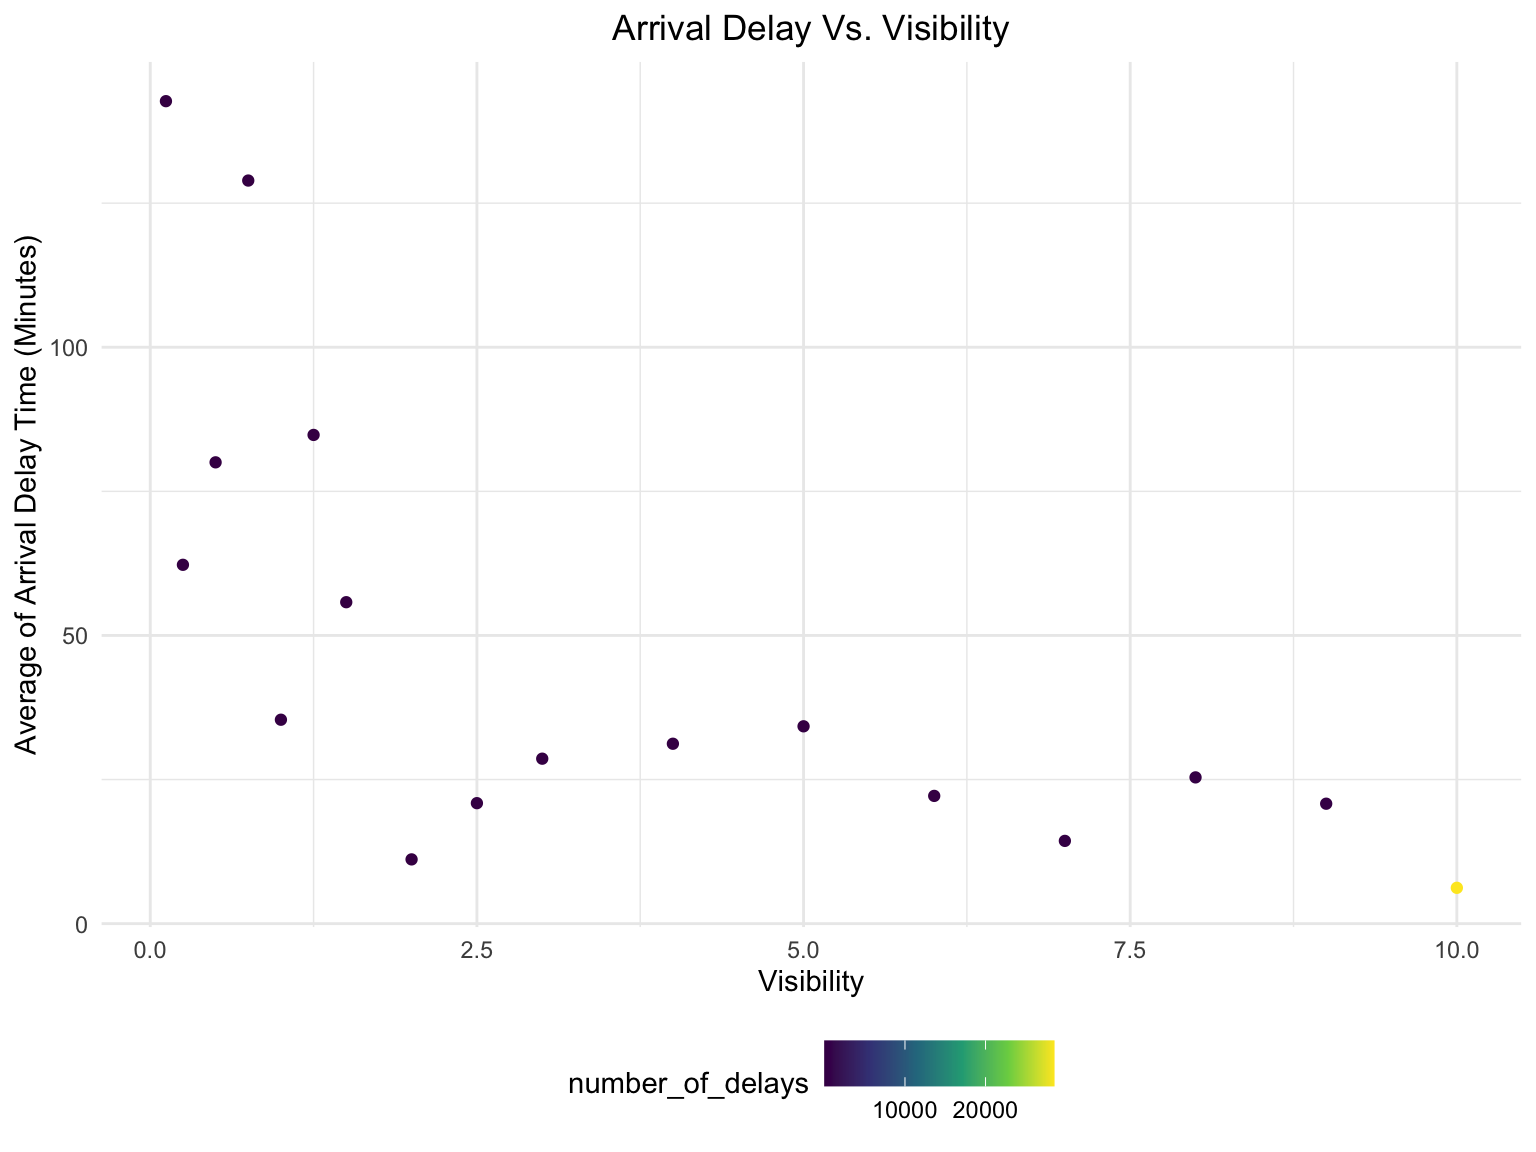 Arrival Delay Vs. Visibility
Average of Arrival Delay Time (Minutes)
100
50
0
0.0 2.5 5.0 7.5 10.0
Visibility
number_of_delays
10000 20000